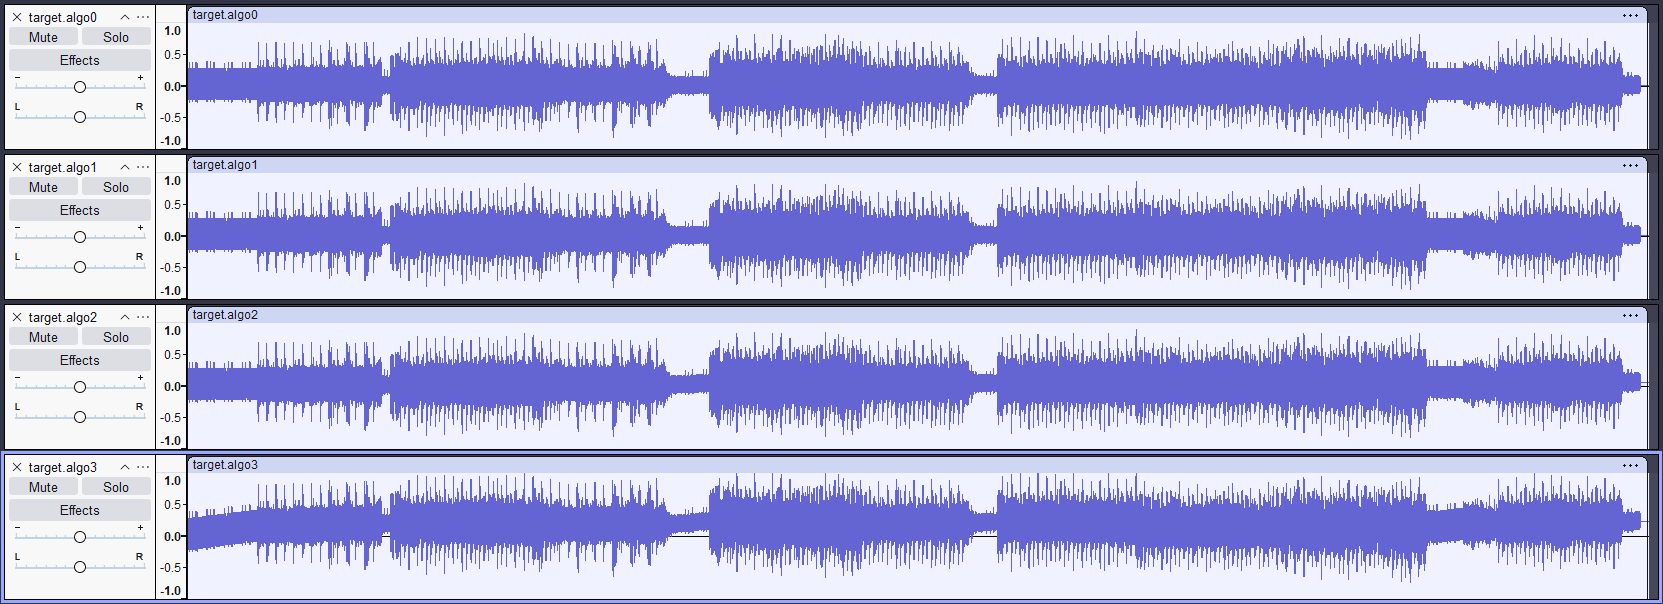 target.algo0
Mute Solo
Effects
- +
L R
1.0
0.5
0.0
-0.5
-1.0
target.algo0
target.algo1
Mute Solo
Effects
- +
L R
1.0
0.5
0.0
-0.5
-1.0
target.algo1
target.algo2
Mute Solo
Effects
- +
L R
1.0
0.5
0.0
-0.5
-1.0
target.algo2
target.algo3
Mute Solo
Effects
- +
L R
1.0
0.5
0.0
-0.5
-1.0
target.algo3